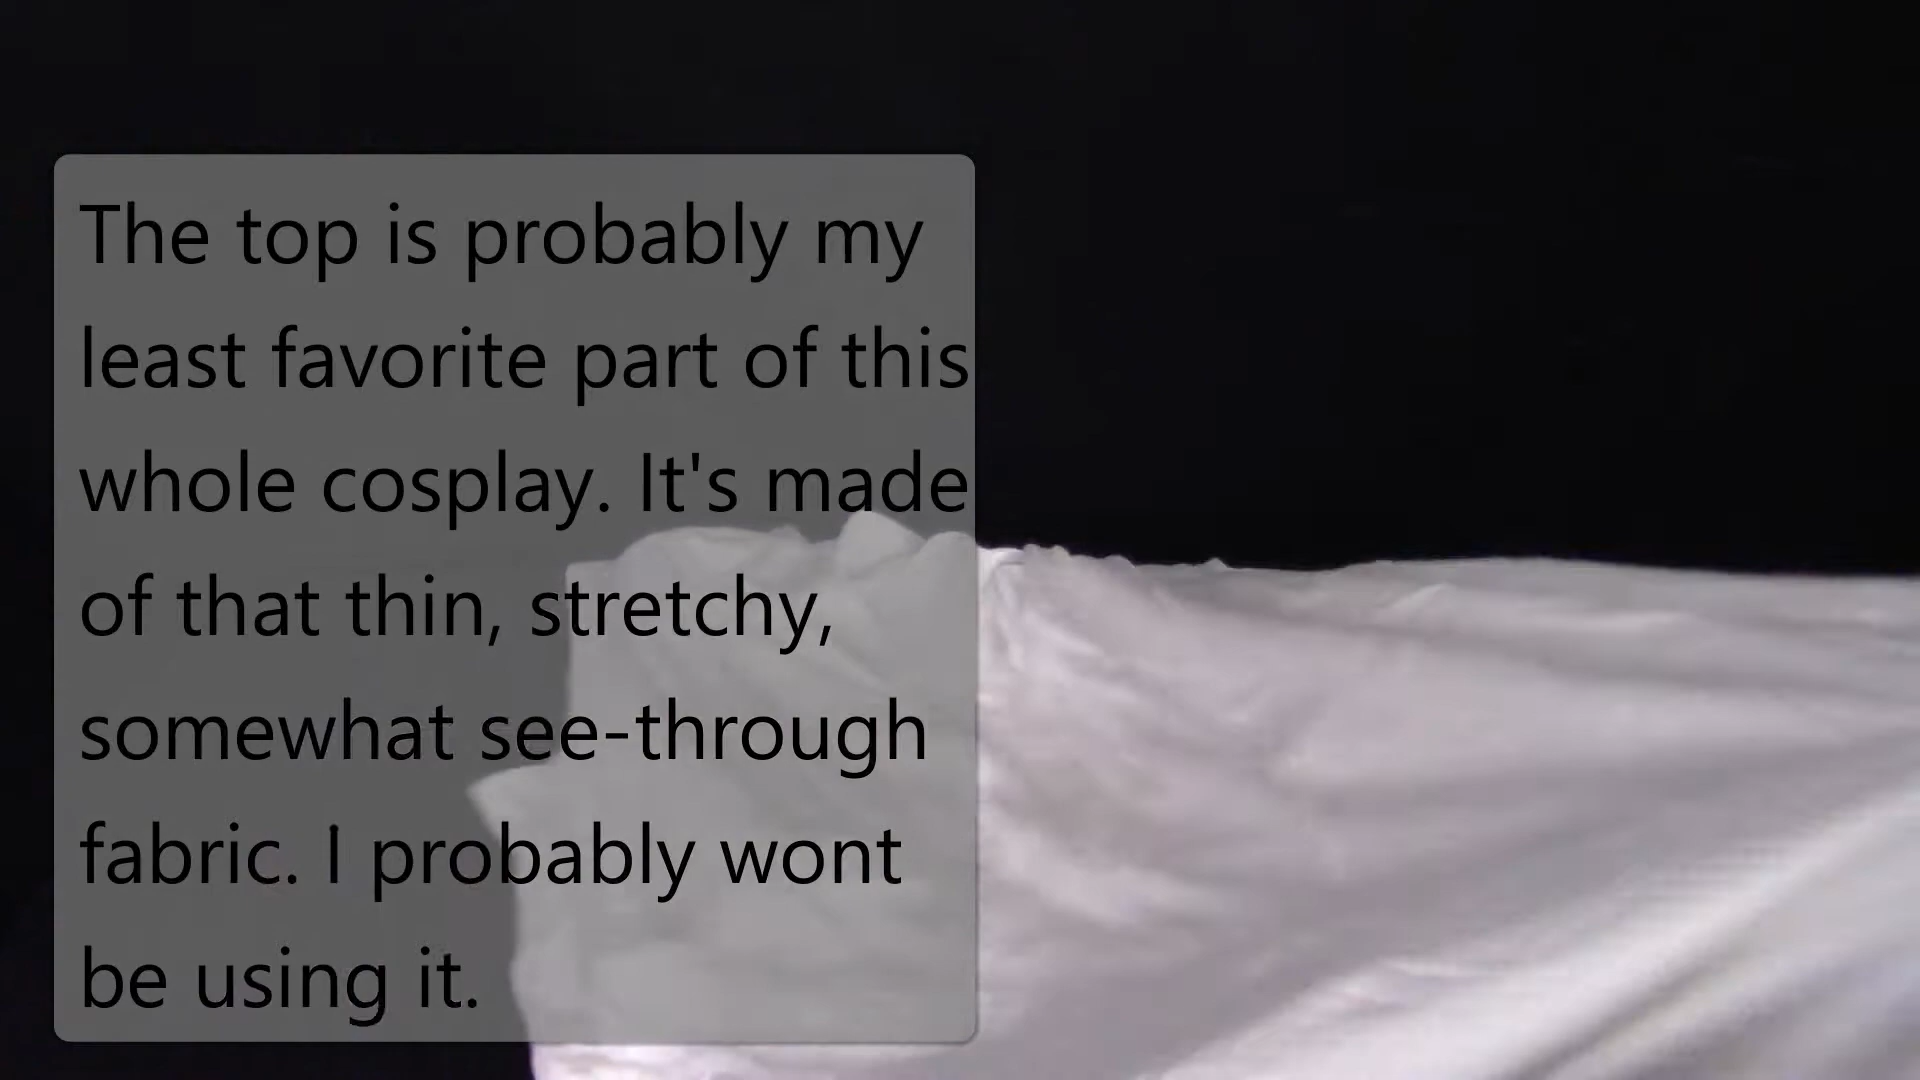 The top is probably my
least favorite part of this
whole cosplay. It's made
of that thin, stretchy,
somewhat see-through
fabric. I probably wont
be using it.